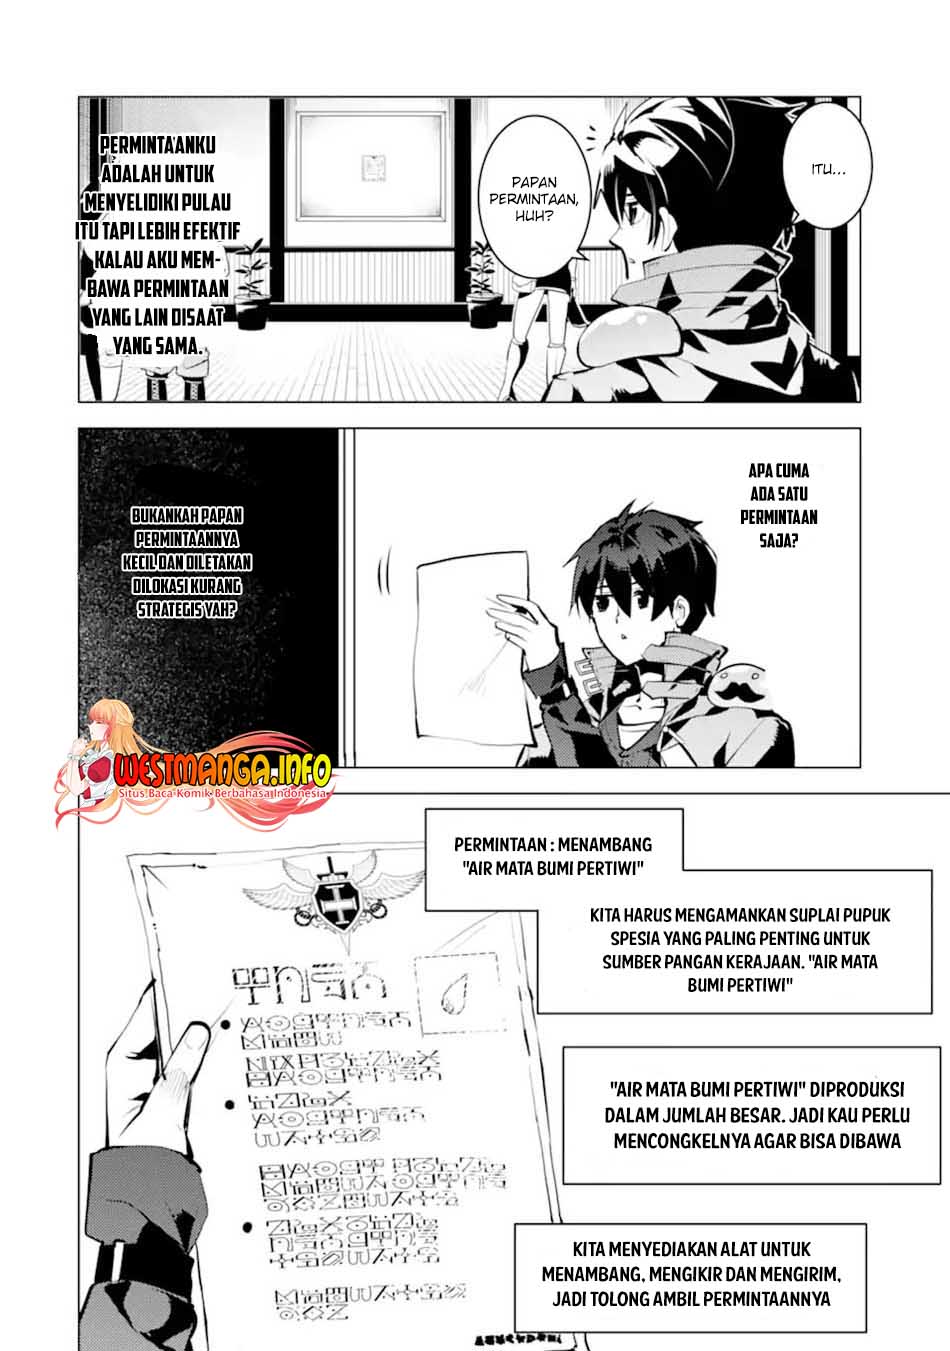 ITU...
PAPAN
PERMINTAAN,
HUH?
PERMINTAANKU
ADALAH UNTUK
MENYELIDIKI PULAU
ITU TAPI LEBIH EFEKTIF
KALAU AKU MEM-
BAWA PERMINTAAN
YANG LAIN DISAAT
YANG SAMA.
APA CUMA
ADA SATU
PERMINTAAN
SAJA?
BUKANKAH PAPAN
PERMINTAANNYA
KECIL DAN DILETAKAN
DILOKASI KURANG
STRATEGIS YAH?
WESTMANGA.INFO
SITUS BACA KOMIK BERBAHASA INDONESIA
PERMINTAAN : MENAMBANG
"AIR MATA BUMI PERTIWI"
KITA HARUS MENGAMANKAN SUPLAI PUPUK
SPESIA YANG PALING PENTING UNTUK
SUMBER PANGAN KERAJAAN. "AIR MATA
BUMI PERTIWI"
"AIR MATA BUMI PERTIWI" DIPRODUKSI
DALAM JUMLAH BESAR. JADI KAU PERLU
MENCONGKELNYA AGAR BISA DIBAWA
KITA MENYEDIAKAN ALAT UNTUK
MENAMBANG, MENGIKIR DAN MENGIRIM,
JADI TOLONG AMBIL PERMINTAANNYA